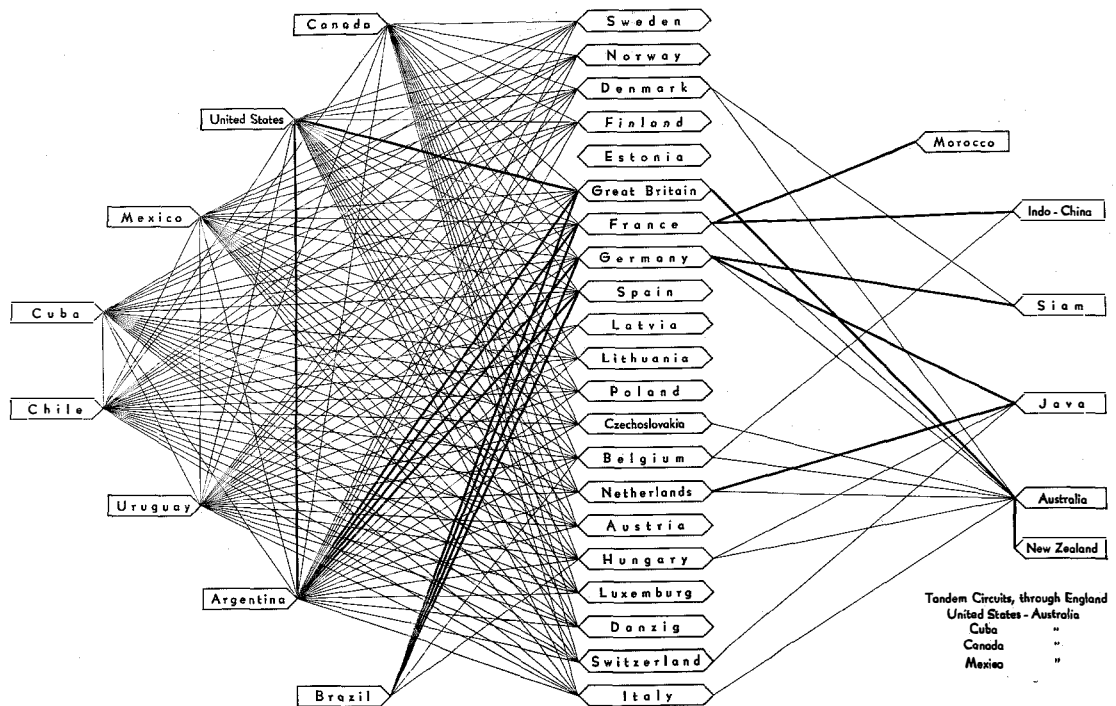 Canada
United States
Mexico
Cuba
Chile
Uruguay
Argentina
Brazil
Sweden
Norway
Denmark
Finland
Estonia
Great Britain
France
Germany
Spain
Latvia
Lithuania
Poland
Czechoslovakia
Belgium
Netherlands
Austria
Hungary
Luxemburg
Danzig
Switzerland
Italy
Morocco
Indo - China
Siam
Java
Australia
New Zealand
Tandem Circuits, through England
United States - Australia
Cuba "
Canada "
Mexico "